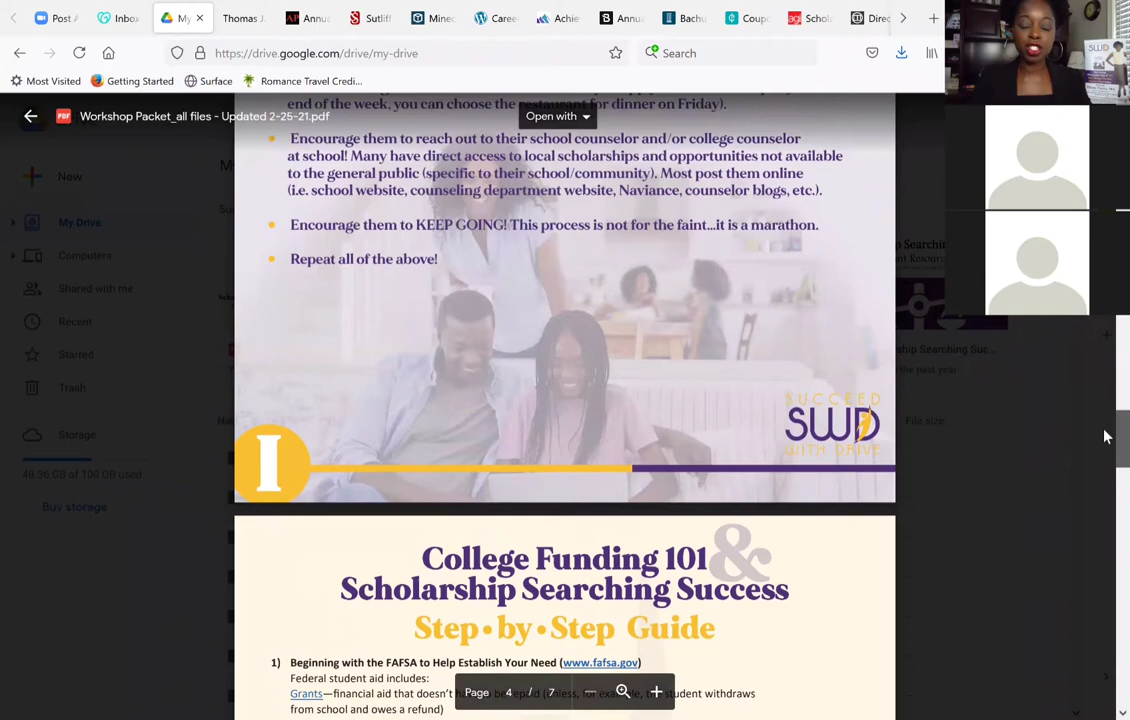 Post A
Inbox
My
Thomas J.
Annua
Sutliff
Minec
Career
Achie
Annua
Bachu
Coupo
Schola
Direc
https://drive.google.com/drive/my-drive
Search
Most Visited
Getting Started
Surface
Romance Travel Credi...
SWD
Workshop Packet_all files - Updated 2-25-21.pdf
Open with
end of the week, you can choose the restaurant for dinner on Friday).
New
My Drive
Computers
Shared with me
Recent
Starred
Trash
Storage
48.36 GB of 100 GB used
Buy storage
• Encourage them to reach out to their school counselor and/or college counselor
at school! Many have direct access to local scholarships and opportunities not available
to the general public (specific to their school/community). Most post them online
(i.e. school website, counseling department website, Naviance, counselor blogs, etc.).
• Encourage them to KEEP GOING! This process is not for the faint...it is a marathon.
• Repeat all of the above!
SUCCEED
SWD
WITH DRIVE
I
File size
College Funding 101 &
Scholarship Searching Success
Step•by•Step Guide
1) Beginning with the FAFSA to Help Establish Your Need (www.fafsa.gov)
Federal student aid includes:
Grants—financial aid that doesn't student withdraws
from school and owes a refund)
Page 4 / 7